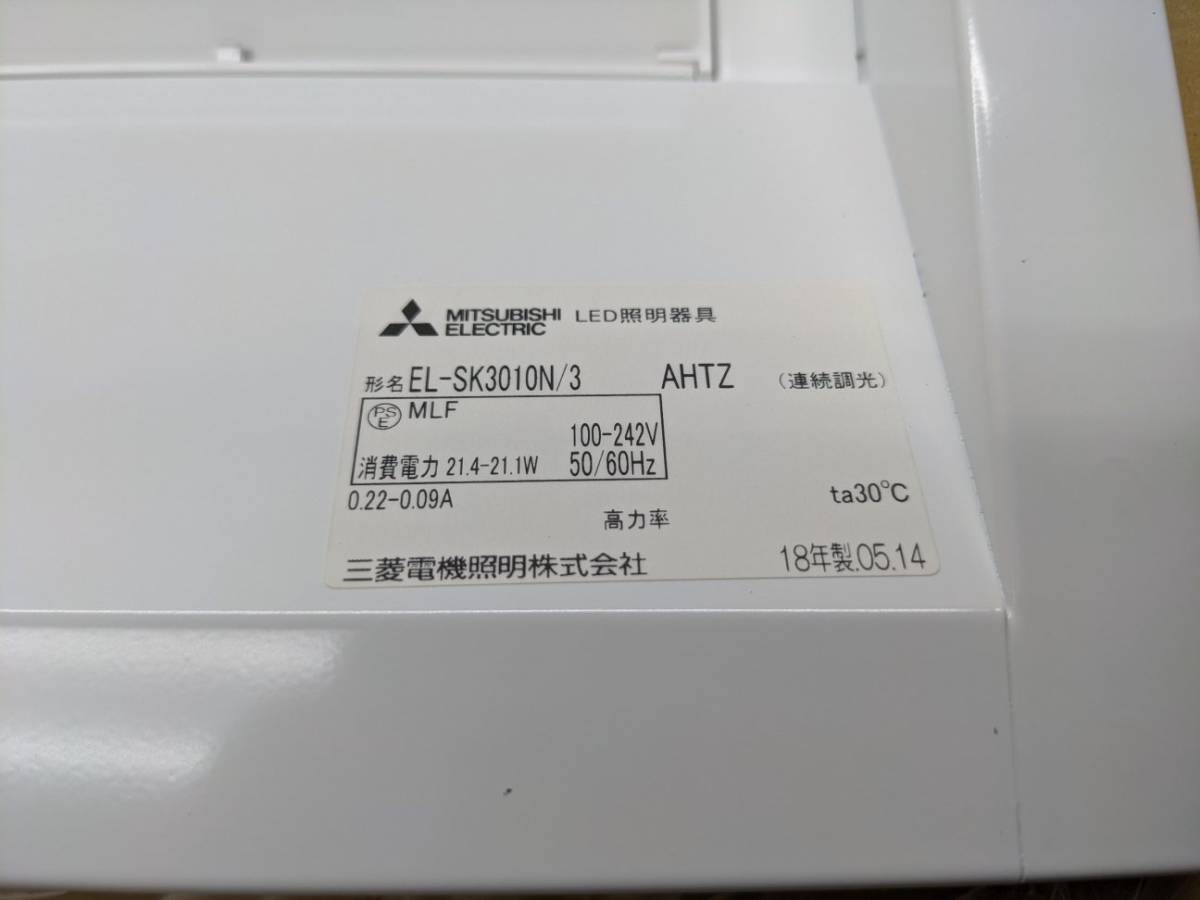 MITSUBISHI ELECTRIC LED照明器具
形名 EL-SK3010N/3 AHTZ (連続調光)
PSE MLF
100-242V
消費電力 21.4-21.1W 50/60Hz
0.22-0.09A
ta30℃
高力率
三菱電機照明株式会社 18年製.05.14